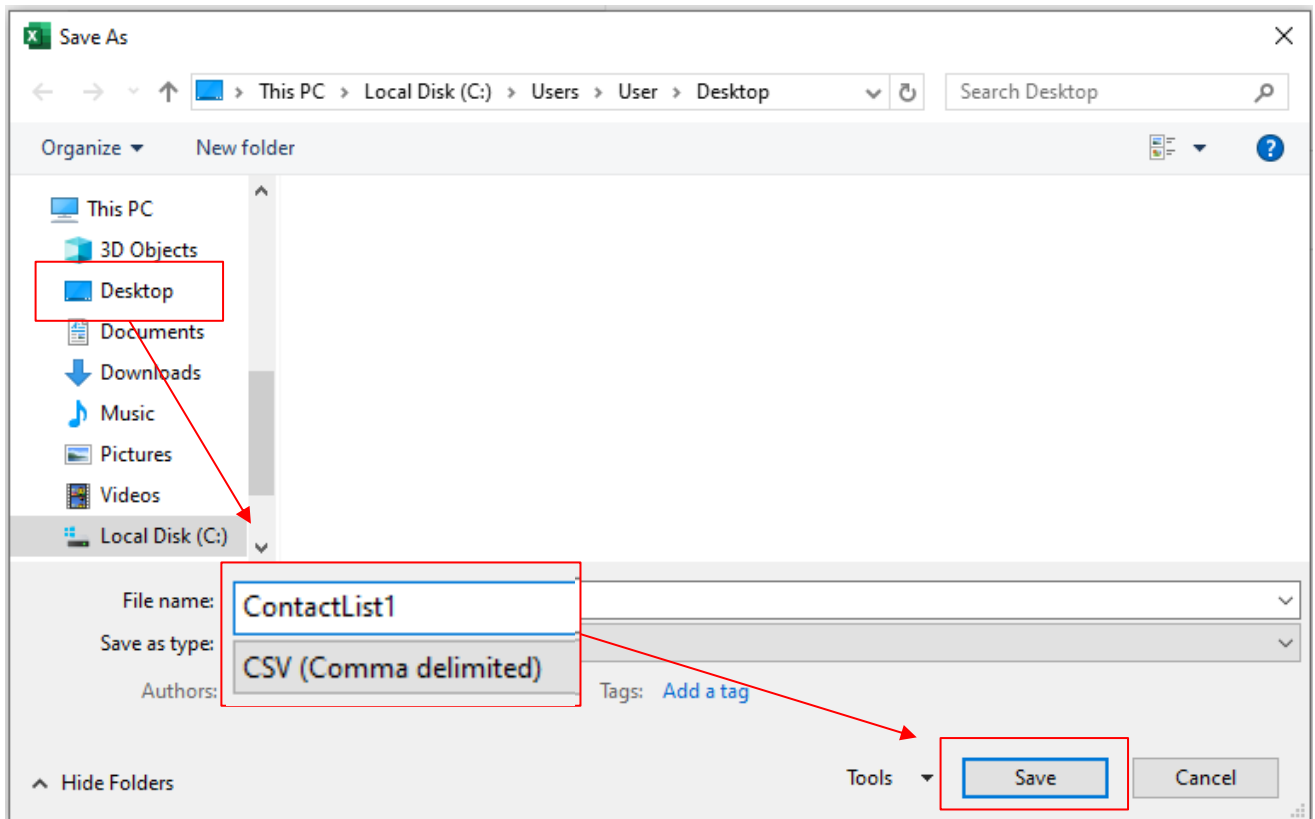 Save As
This PC > Local Disk (C:) > Users > User > Desktop
Search Desktop
Organize
New folder
This PC
3D Objects
Desktop
Documents
Downloads
Music
Pictures
Videos
Local Disk (C:)
File name: ContactList1
Save as type: CSV (Comma delimited)
Authors: Tags: Add a tag
Hide Folders Tools Save Cancel